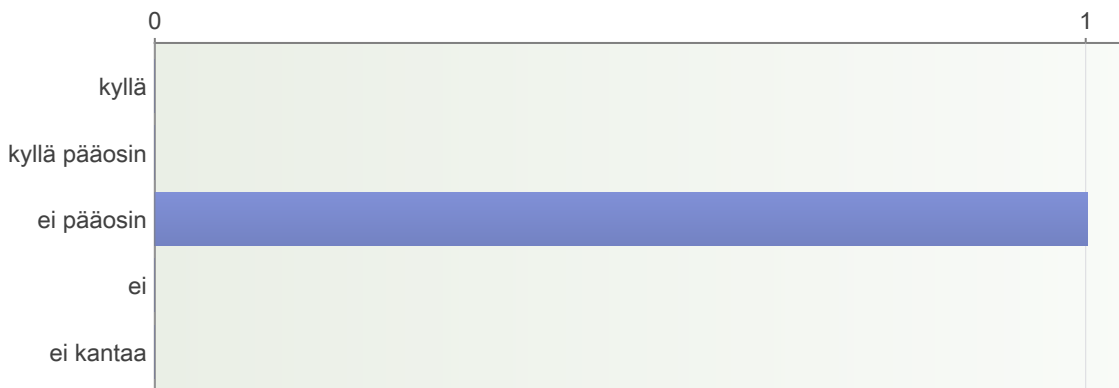 0 1
kyllä
kyllä pääosin
ei pääosin
ei
ei kantaa